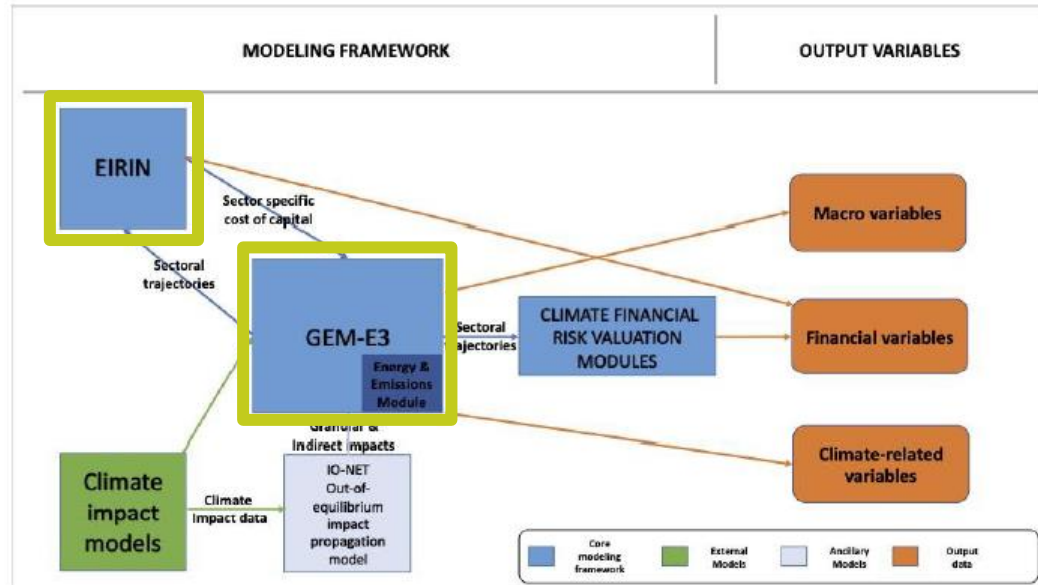 MODELING FRAMEWORK
OUTPUT VARIABLES
EIRIN
Sector specific
cost of capital
Macro variables
Sectoral
trajectories
GEM-E3
Energy &
Emissions
Module
Sectoral
ajectories
CLIMATE FINANCIAL
RISK VALUATION
MODULES
Financial variables
Granular &
Indirect impacts
Climate
impact
models
Climate
Impact data
IO-NET
Out-of-
equilibrium
impact
propagation
model
Climate-related
variables
Core
modeling
framework
External
Models
Ancillary
Models
Output
data